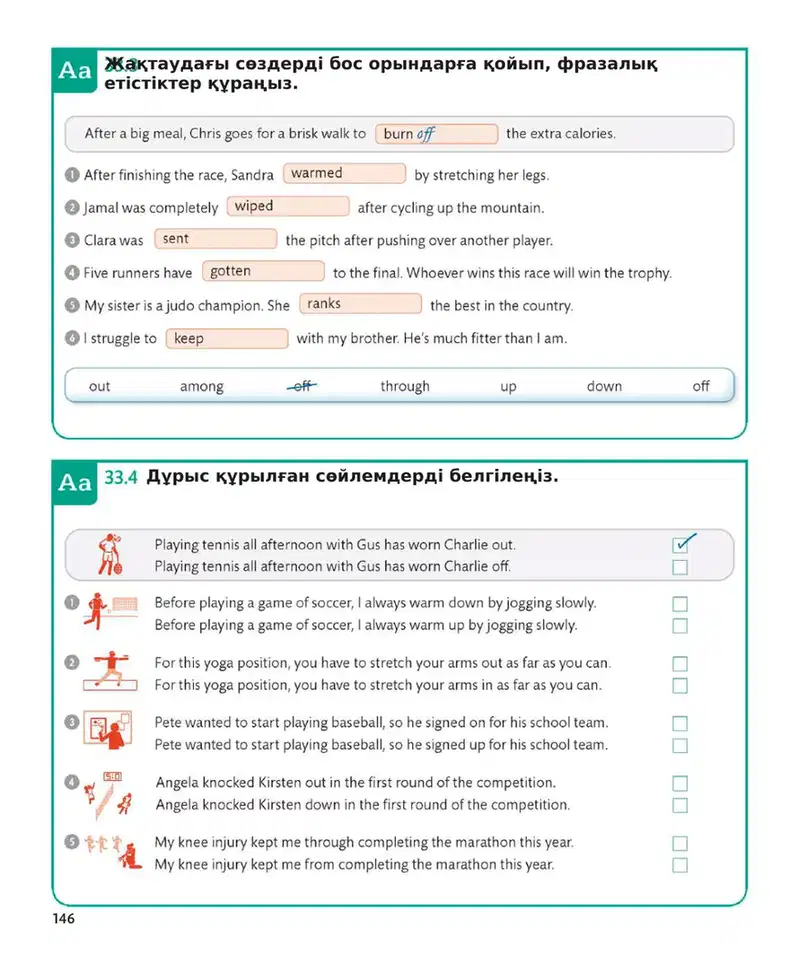 Aa
33.3
Жақтаудағы сөздерді бос орындарға қойып, фразалық
етістіктер құраңыз.
After a big meal, Chris goes for a brisk walk to burn off the extra calories.
1 After finishing the race, Sandra warmed by stretching her legs.
2 Jamal was completely wiped after cycling up the mountain.
3 Clara was sent the pitch after pushing over another player.
4 Five runners have gotten to the final. Whoever wins this race will win the trophy.
5 My sister is a judo champion. She ranks the best in the country.
6 I struggle to keep with my brother. He's much fitter than I am.
out among off through up down off
Aa 33.4 Дұрыс құрылған сөйлемдерді белгілеңіз.
Playing tennis all afternoon with Gus has worn Charlie out.
Playing tennis all afternoon with Gus has worn Charlie off.
1 Before playing a game of soccer, I always warm down by jogging slowly.
Before playing a game of soccer, I always warm up by jogging slowly.
2 For this yoga position, you have to stretch your arms out as far as you can.
For this yoga position, you have to stretch your arms in as far as you can.
3 Pete wanted to start playing baseball, so he signed on for his school team.
Pete wanted to start playing baseball, so he signed up for his school team.
4 Angela knocked Kirsten out in the first round of the competition.
5:0
Angela knocked Kirsten down in the first round of the competition.
5 My knee injury kept me through completing the marathon this year.
My knee injury kept me from completing the marathon this year.
146